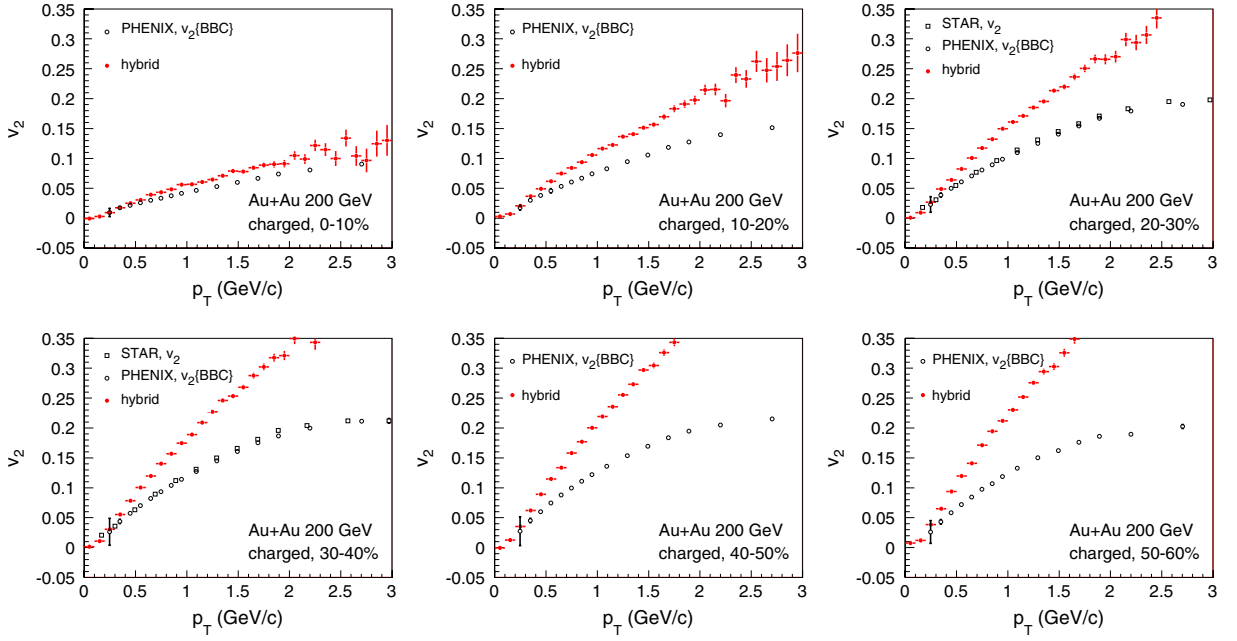 0.35
0.3
0.25
0.2
0.15
0.1
0.05
0
-0.05
v2
PHENIX, v2{BBC}
hybrid
Au+Au 200 GeV
charged, 0-10%
0 0.5 1 1.5 2 2.5 3
pT (GeV/c)
0.35
0.3
0.25
0.2
0.15
0.1
0.05
0
-0.05
v2
PHENIX, v2{BBC}
hybrid
Au+Au 200 GeV
charged, 10-20%
0 0.5 1 1.5 2 2.5 3
pT (GeV/c)
0.35
0.3
0.25
0.2
0.15
0.1
0.05
0
-0.05
v2
STAR, v2
PHENIX, v2{BBC}
hybrid
Au+Au 200 GeV
charged, 20-30%
0 0.5 1 1.5 2 2.5 3
pT (GeV/c)
0.35
0.3
0.25
0.2
0.15
0.1
0.05
0
-0.05
v2
STAR, v2
PHENIX, v2{BBC}
hybrid
Au+Au 200 GeV
charged, 30-40%
0 0.5 1 1.5 2 2.5 3
pT (GeV/c)
0.35
0.3
0.25
0.2
0.15
0.1
0.05
0
-0.05
v2
PHENIX, v2{BBC}
hybrid
Au+Au 200 GeV
charged, 40-50%
0 0.5 1 1.5 2 2.5 3
pT (GeV/c)
0.35
0.3
0.25
0.2
0.15
0.1
0.05
0
-0.05
v2
PHENIX, v2{BBC}
hybrid
Au+Au 200 GeV
charged, 50-60%
0 0.5 1 1.5 2 2.5 3
pT (GeV/c)